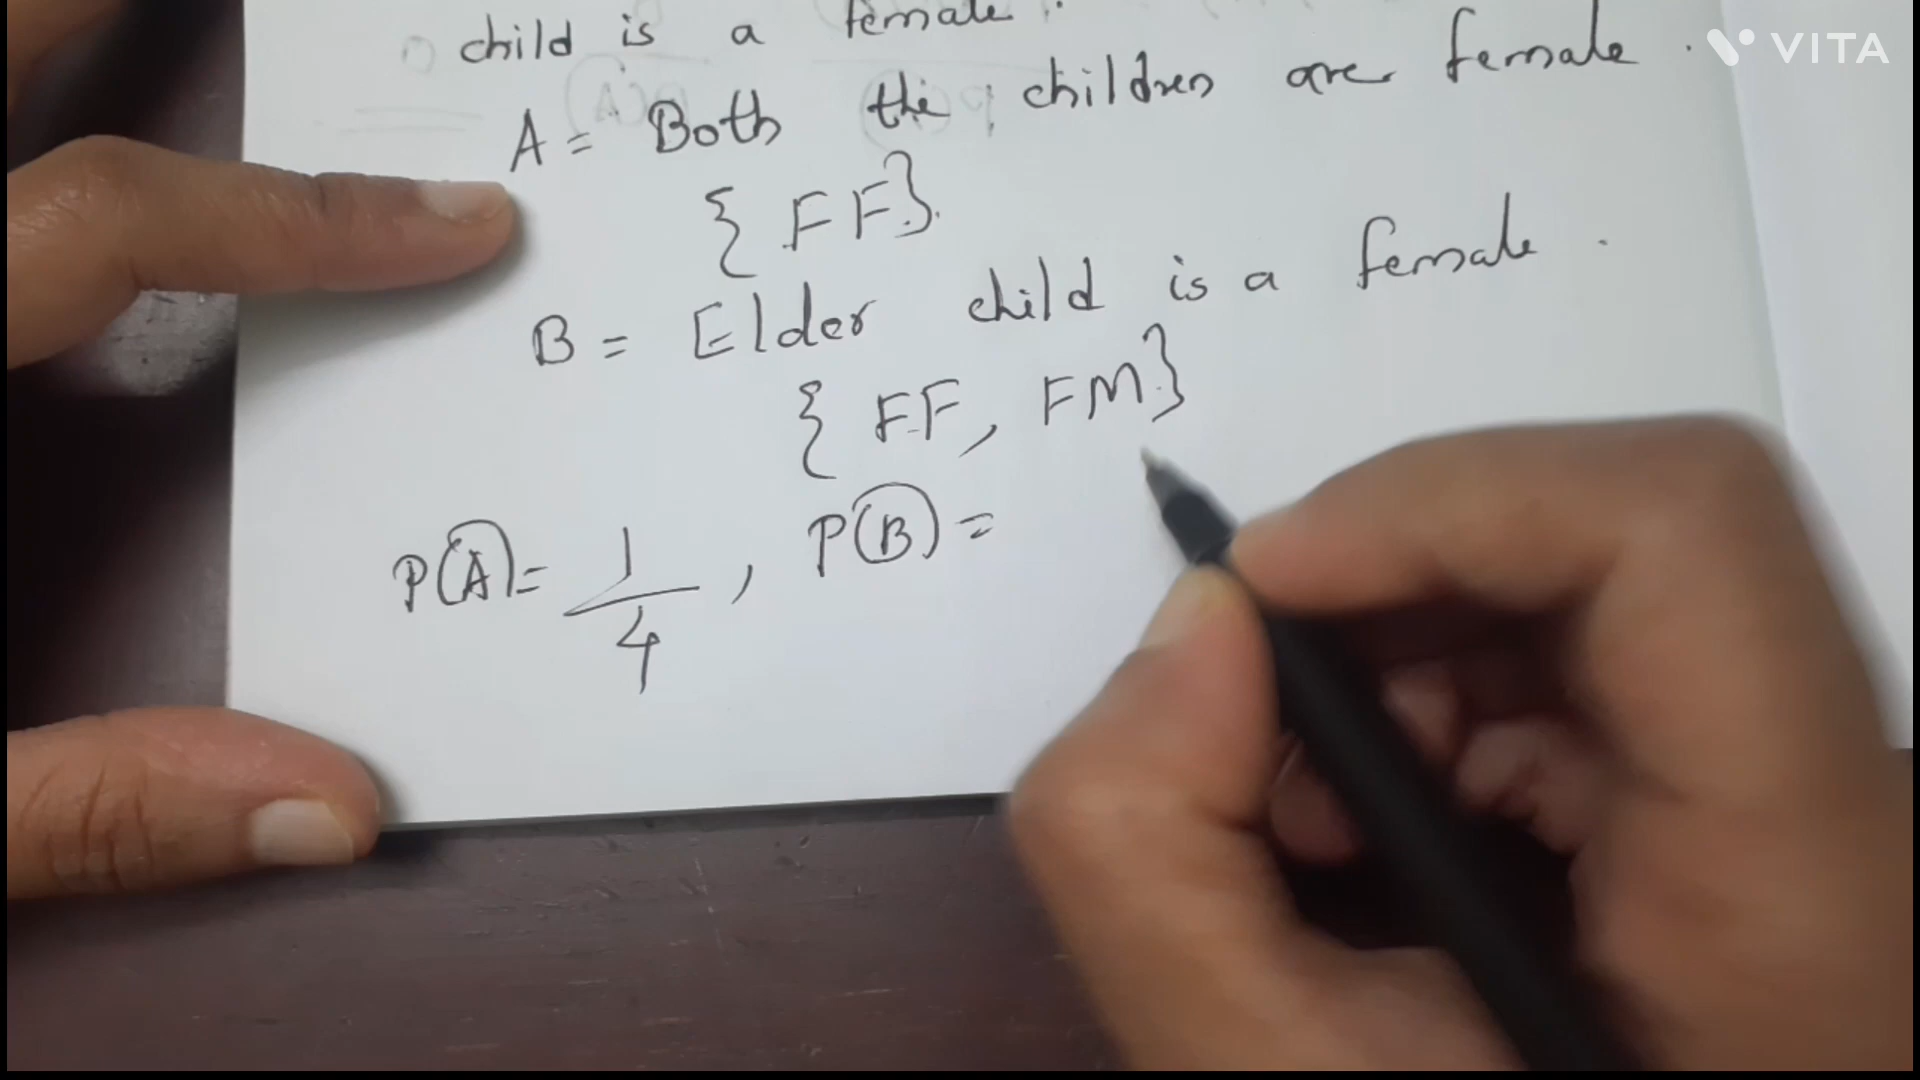 child is a female.
VITA
A = Both the children are female.
{ FF }
B = Elder child is a female.
{ FF, FM }
P(A) = 1/4, P(B) =